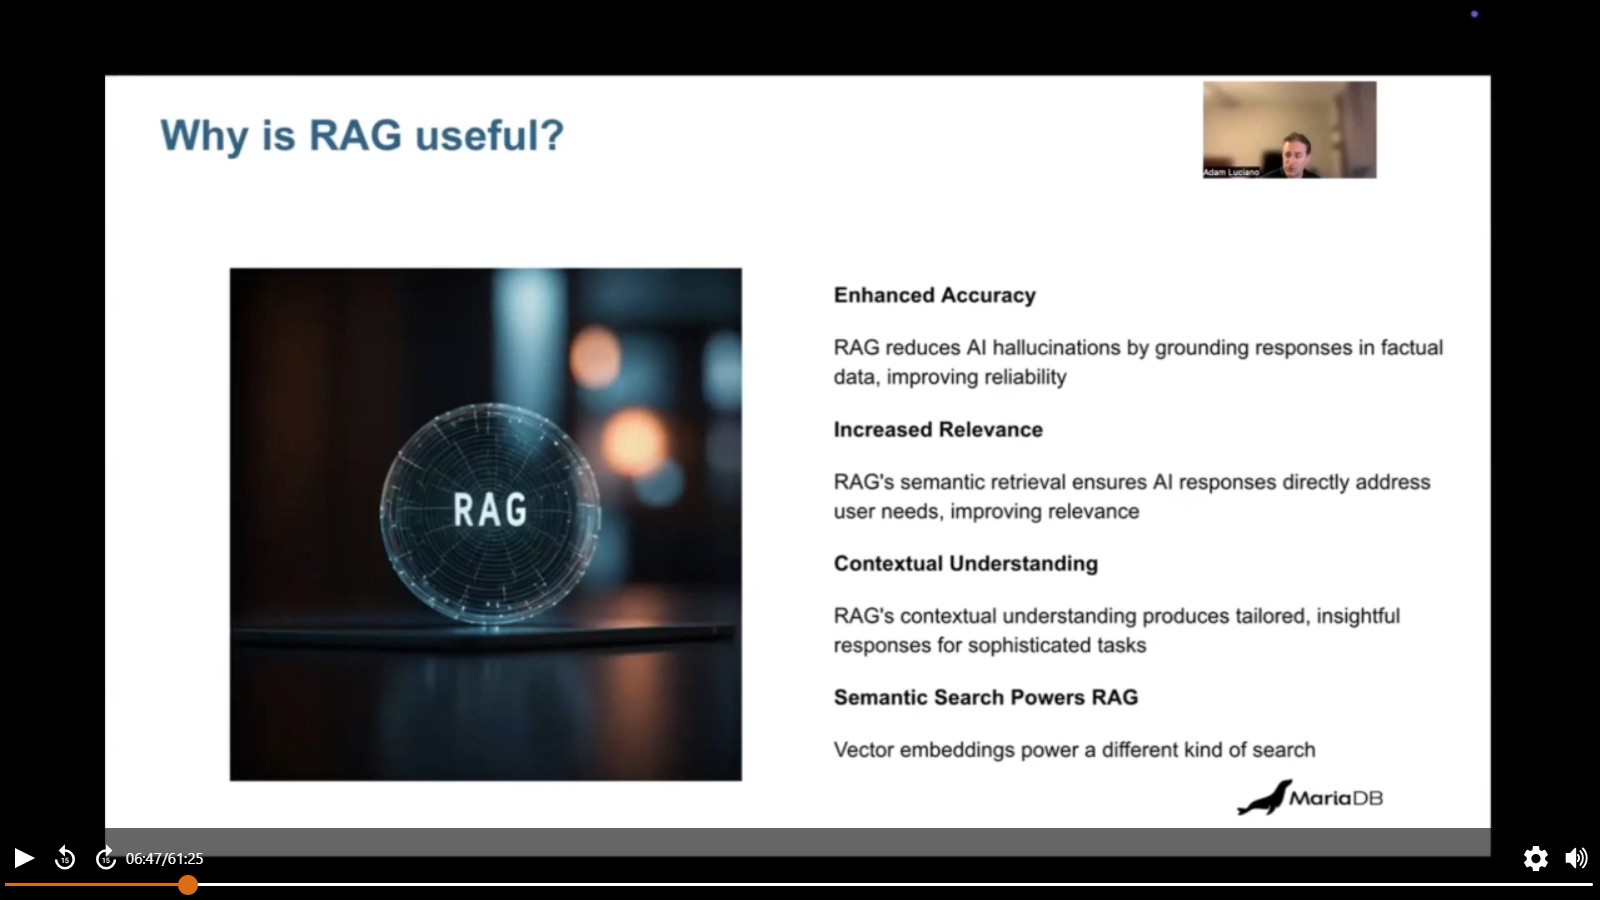 Why is RAG useful?
Adam Luciano
RAG
Enhanced Accuracy
RAG reduces AI hallucinations by grounding responses in factual
data, improving reliability
Increased Relevance
RAG's semantic retrieval ensures AI responses directly address
user needs, improving relevance
Contextual Understanding
RAG's contextual understanding produces tailored, insightful
responses for sophisticated tasks
Semantic Search Powers RAG
Vector embeddings power a different kind of search
MariaDB
15
15
06:47/61:25